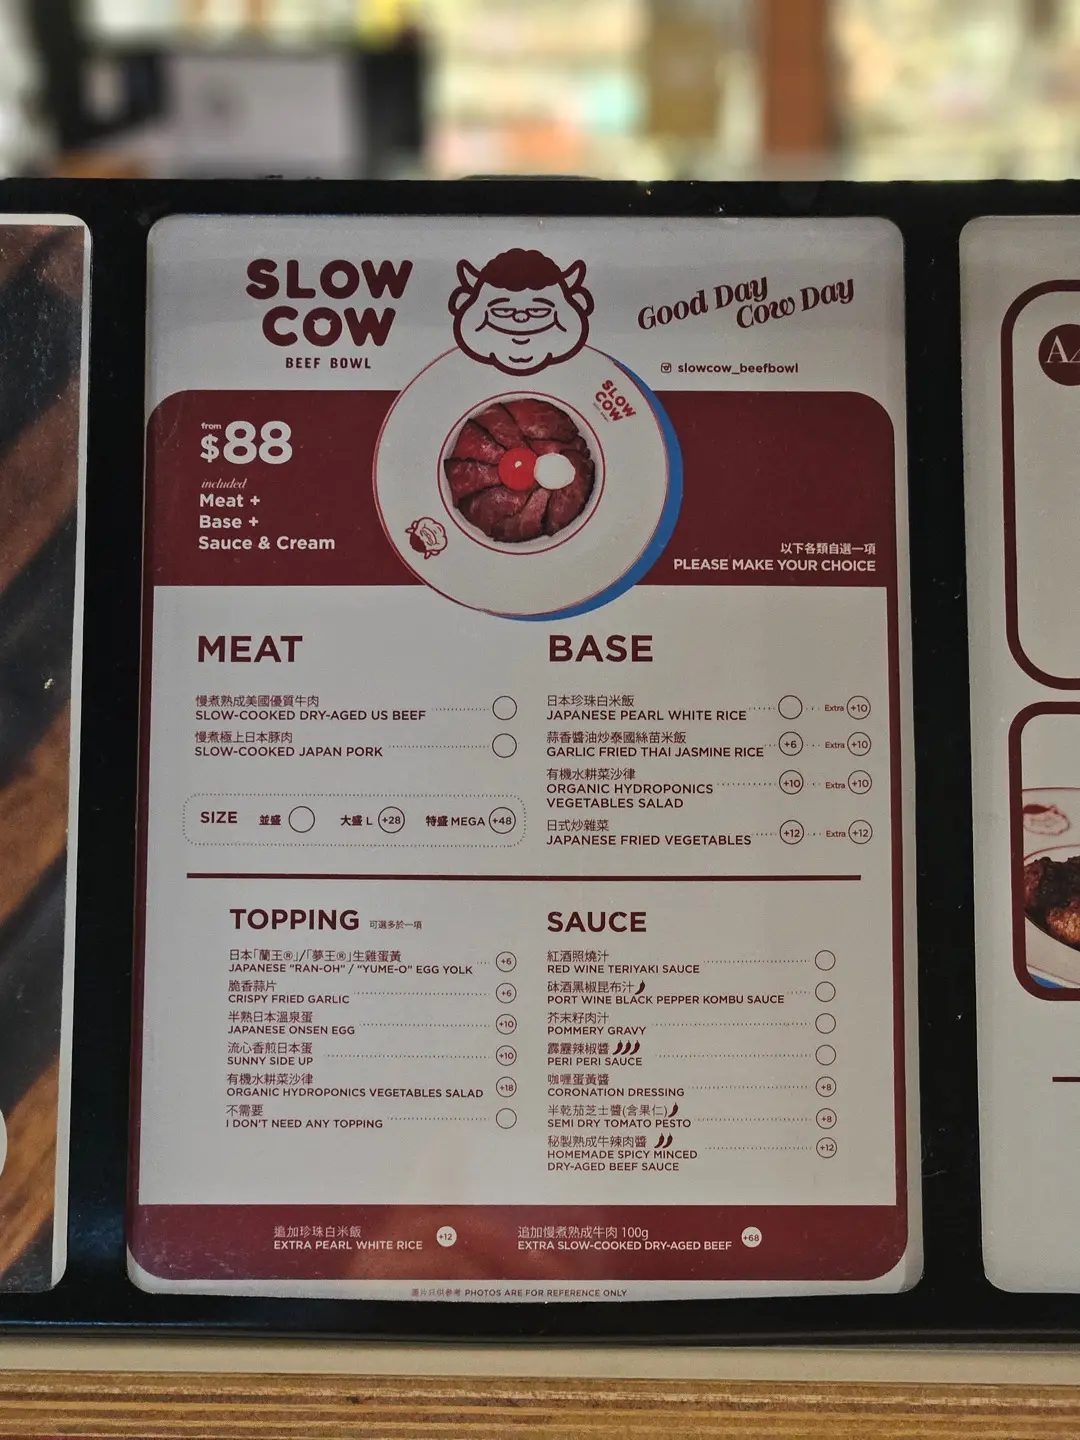 SLOW
COW
BEEF BOWL
Good Day
Cow Day
slowcow_beefbowl
SLOW
COW
from
$88
included
Meat +
Base +
Sauce & Cream
以下各類自選一項
PLEASE MAKE YOUR CHOICE
MEAT
慢煮熟成美國優質牛肉
SLOW-COOKED DRY-AGED US BEEF
慢煮極上日本豚肉
SLOW-COOKED JAPAN PORK
SIZE 並盛 大盛 L +28 特盛 MEGA +48
BASE
日本珍珠白米飯
JAPANESE PEARL WHITE RICE Extra +10
蒜香醬油炒泰國絲苗米飯
GARLIC FRIED THAI JASMINE RICE +6 Extra +10
有機水耕菜沙律
ORGANIC HYDROPONICS +10 Extra +10
VEGETABLES SALAD
日式炒雜菜
JAPANESE FRIED VEGETABLES +12 Extra +12
TOPPING 可選多於一項
日本「蘭王®」/「夢王®」生雞蛋黃
JAPANESE "RAN-OH" / "YUME-O" EGG YOLK +6
脆香蒜片
CRISPY FRIED GARLIC +6
半熟日本溫泉蛋
JAPANESE ONSEN EGG +10
流心香煎日本蛋
SUNNY SIDE UP +10
有機水耕菜沙律
ORGANIC HYDROPONICS VEGETABLES SALAD +18
不需要
I DON'T NEED ANY TOPPING
SAUCE
紅酒照燒汁
RED WINE TERIYAKI SAUCE
砵酒黑椒昆布汁
PORT WINE BLACK PEPPER KOMBU SAUCE
芥末籽肉汁
POMMERY GRAVY
霹靂辣椒醬
PERI PERI SAUCE
咖喱蛋黃醬
CORONATION DRESSING +8
半乾茄芝士醬(含果仁)
SEMI DRY TOMATO PESTO +8
秘製熟成牛辣肉醬
HOMEMADE SPICY MINCED +12
DRY-AGED BEEF SAUCE
追加珍珠白米飯
EXTRA PEARL WHITE RICE +12
追加慢煮熟成牛肉 100g
EXTRA SLOW-COOKED DRY-AGED BEEF +68
圖片只供參考 PHOTOS ARE FOR REFERENCE ONLY